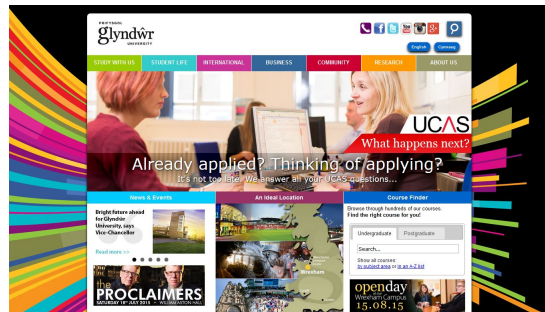 PRIFYSGOL
glyndŵr
UNIVERSITY
English
Cymraeg
STUDY WITH US
STUDENT LIFE
INTERNATIONAL
BUSINESS
COMMUNITY
RESEARCH
ABOUT US
UCAS
What happens next?
Already applied? Thinking of applying?
It's not too late. We answer all your UCAS questions...
News & Events
An Ideal Location
Course Finder
Bright future ahead
for Glyndŵr
University, says
Vice-Chancellor
Read more >>
the
PROCLAIMERS
SATURDAY 18th JULY 2015 - WILLIAM ASTON HALL
Wrexham
Browse through hundreds of our courses.
Find the right course for you!
Undergraduate
Postgraduate
Search...
Show all courses:
by subject area or in an A-Z list
openday
Wrexham Campus
15.08.15